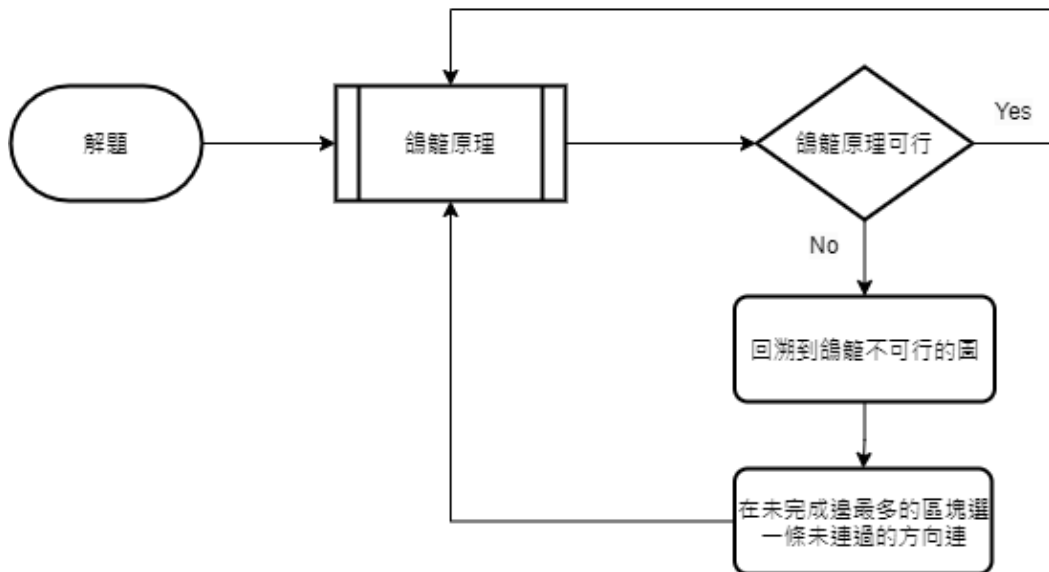 解題
鴿籠原理
鴿籠原理可行
Yes
No
回溯到鴿籠不可行的圖
在未完成邊最多的區塊選
一條未連過的方向連